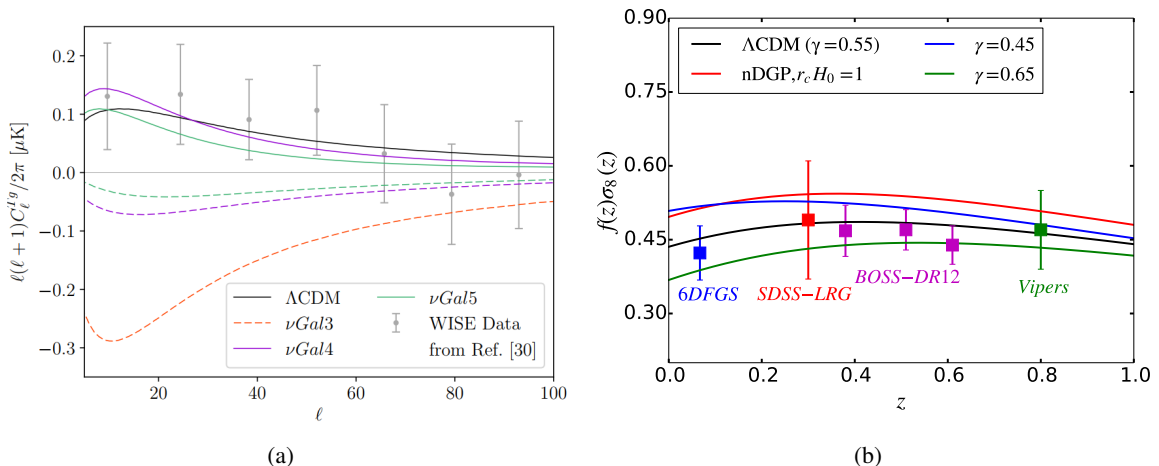 0.2
0.1
0.0
−0.1
−0.2
−0.3
ℓ(ℓ + 1)C_ℓ^{Tg}/2π [μK]
ΛCDM
νGal3
νGal4
νGal5
WISE Data
from Ref. [30]
20 40 60 80 100
ℓ
(a)
0.90
0.75
0.60
0.45
0.30
f(z)σ₈(z)
ΛCDM (γ=0.55)
nDGP,r_cH₀=1
γ=0.45
γ=0.65
6DFGS
SDSS−LRG
BOSS−DR12
Vipers
0.0 0.2 0.4 0.6 0.8 1.0
z
(b)